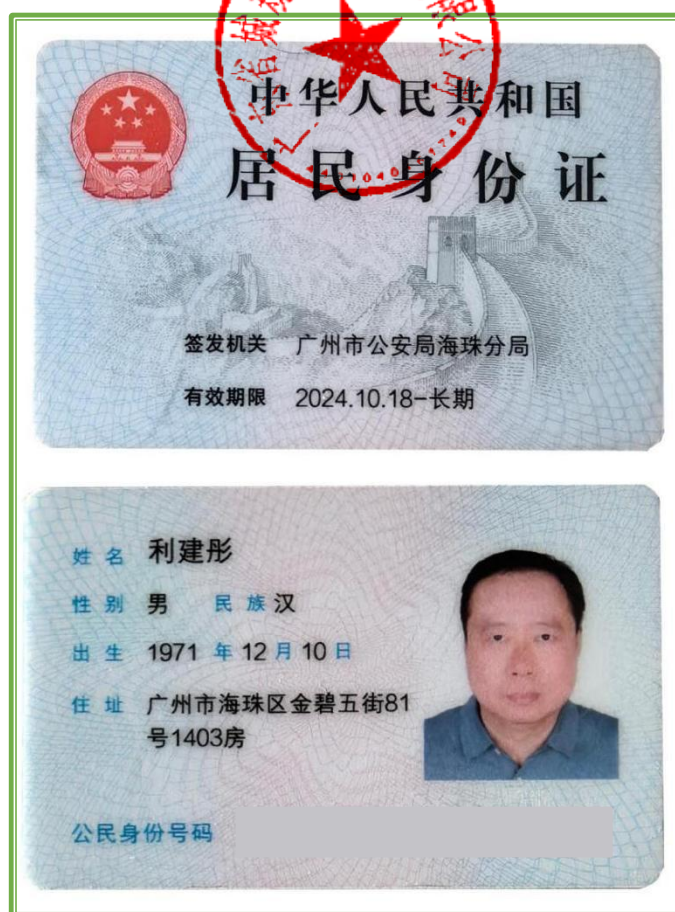 中华人民共和国
居民身份证
签发机关 广州市公安局海珠分局
有效期限 2024.10.18-长期
姓名 利建彤
性别 男 民族 汉
出生 1971 年 12 月 10 日
住址 广州市海珠区金碧五街81
号1403房
公民身份号码